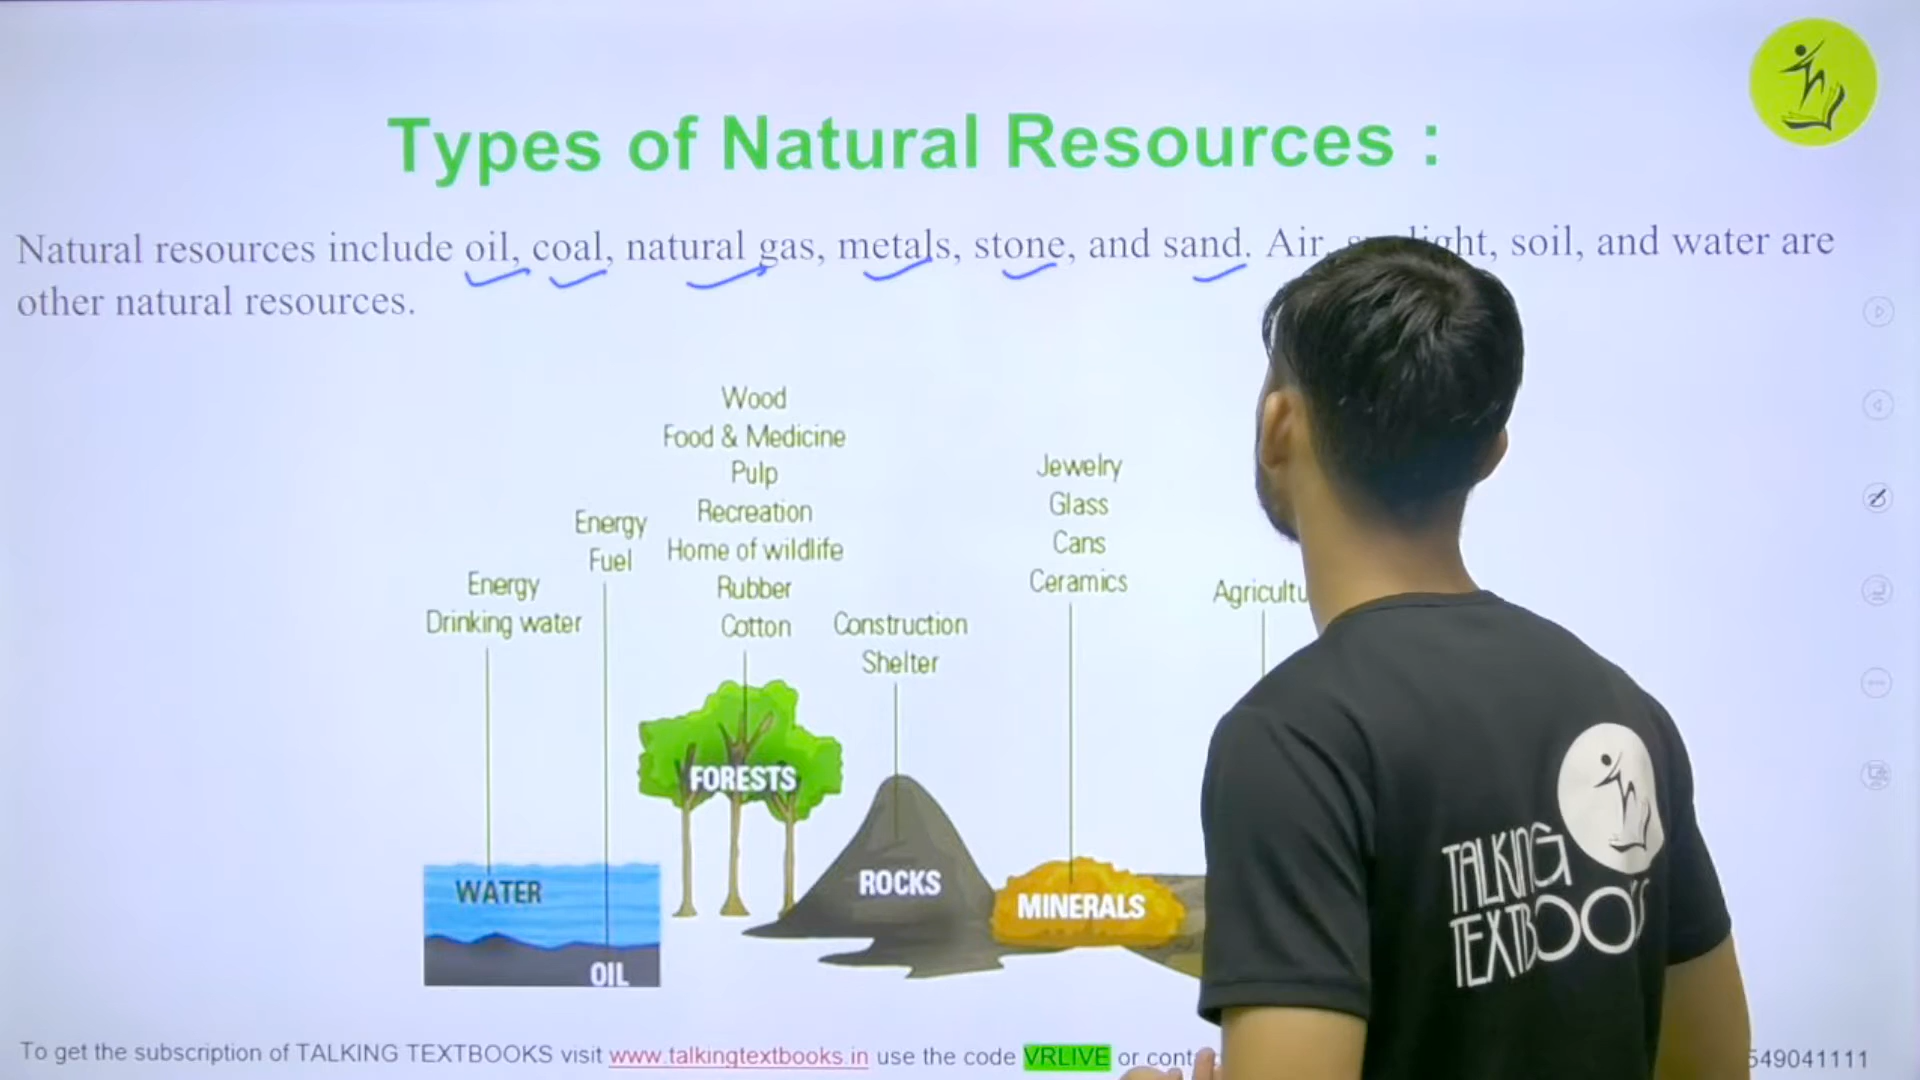 Types of Natural Resources :
Natural resources include oil, coal, natural gas, metals, stone, and sand. Air, soil, and water are
other natural resources.
Wood
Food & Medicine
Pulp
Recreation
Home of wildlife
Rubber
Cotton
Energy
Fuel
Energy
Drinking water
Construction
Shelter
Jewelry
Glass
Cans
Ceramics
Agricultu
FORESTS
WATER
OIL
ROCKS
MINERALS
TALKING
TEXTBOO
To get the subscription of TALKING TEXTBOOKS visit www.talkingtextbooks.in use the code VRLIVE or cont 549041111